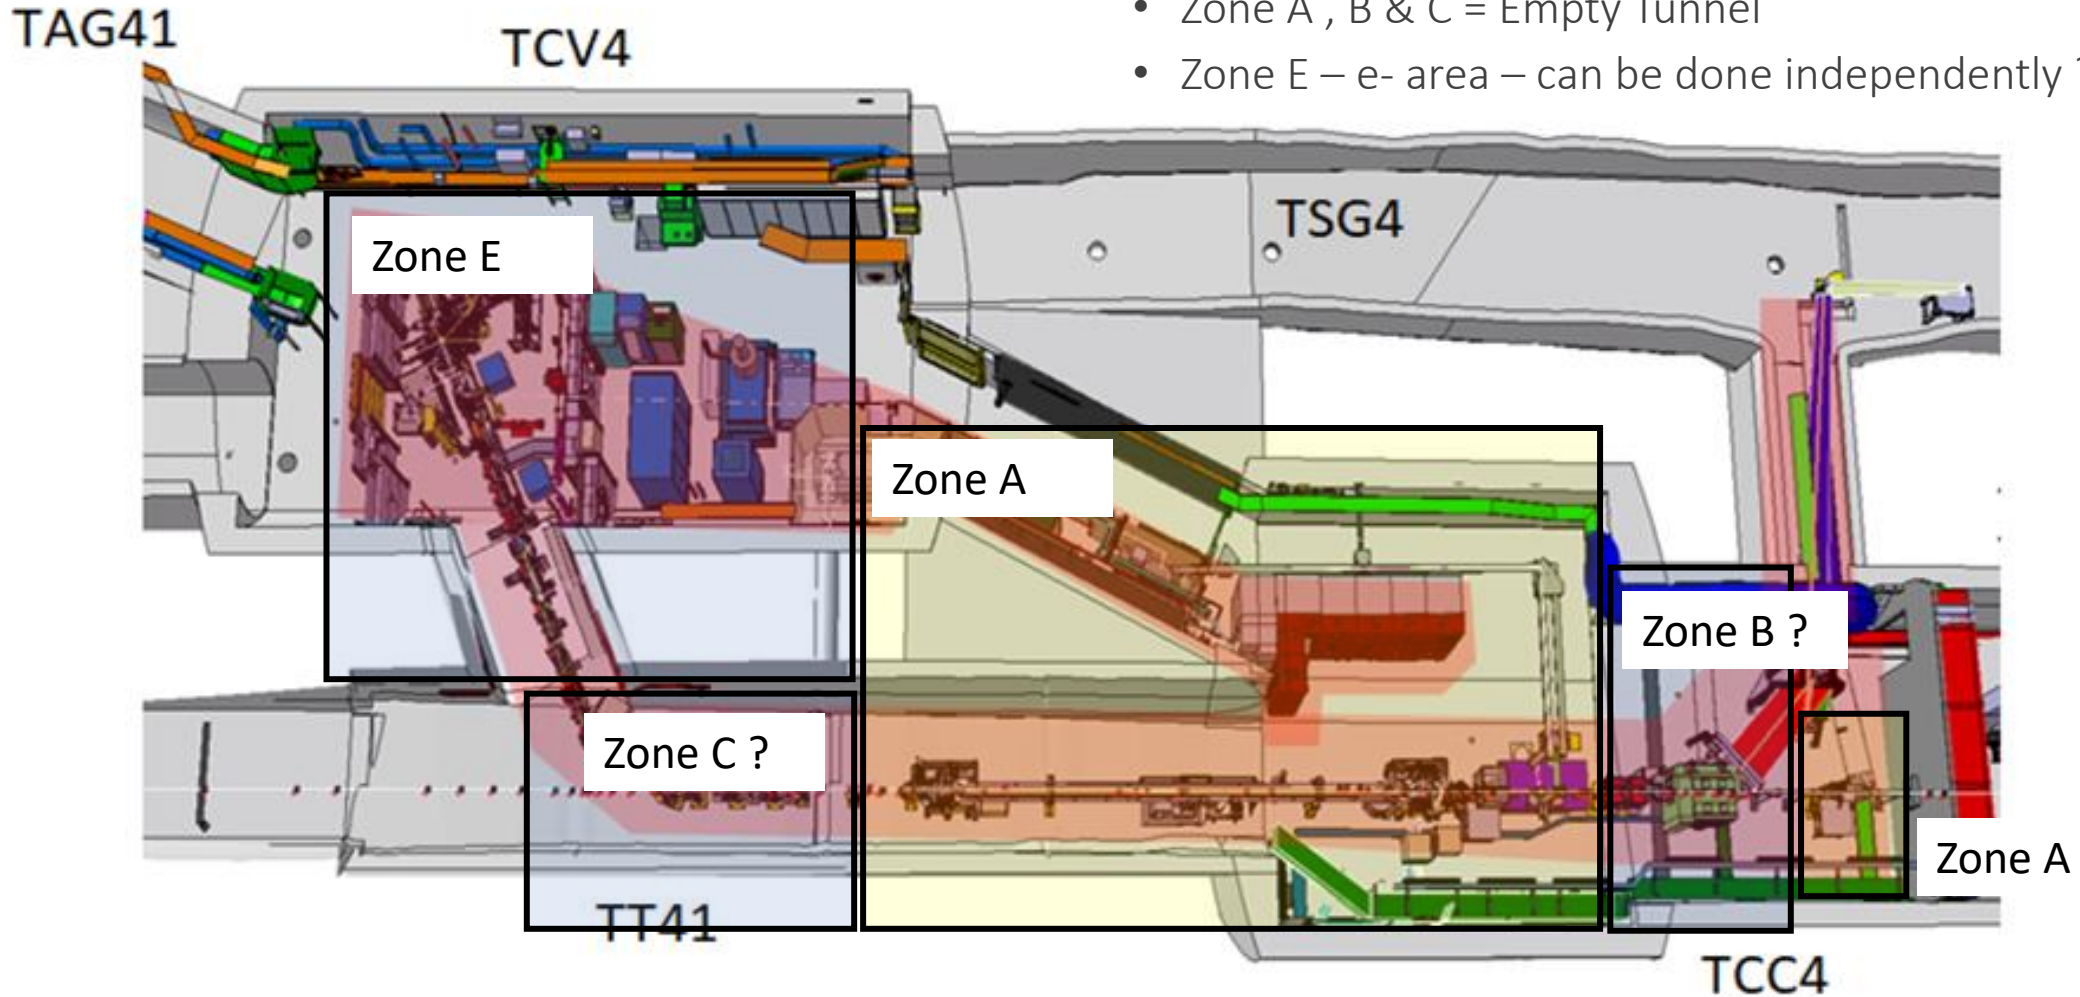 TAG41
TCV4
• Zone A , B & C = Empty Tunnel
• Zone E – e- area – can be done independently ?
TSG4
Zone E
Zone A
Zone B ?
Zone C ?
Zone A
TT41
TCC4